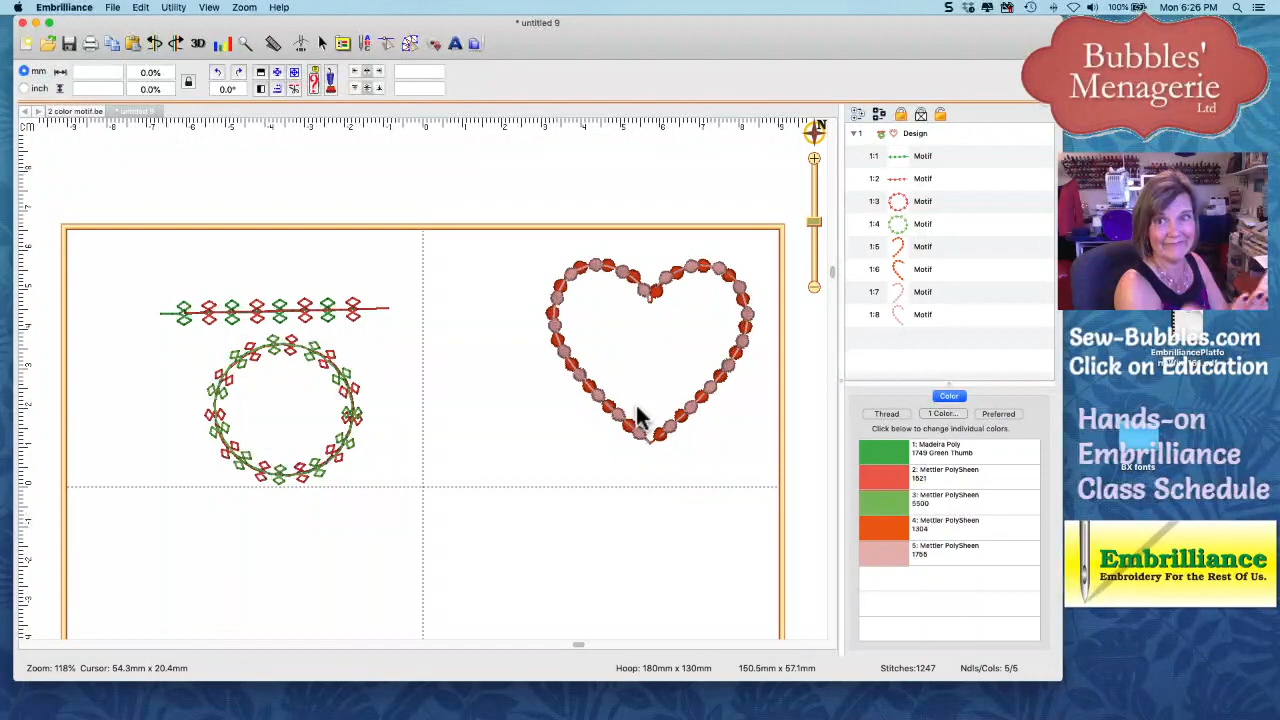 Embrilliance File Edit Utility View Zoom Help 100% Mon 6:26 PM
* untitled 9
3D
mm 0.0%
inch 0.0% 0.0°
2 color motif.be * untitled 9
N
1 Design
1:1 Motif
1:2 Motif
1:3 Motif
1:4 Motif
1:5 Motif
1:6 Motif
1:7 Motif
1:8 Motif
Color
Thread 1 Color... Preferred
Click below to change individual colors.
1: Madeira Poly
1749 Green Thumb
2: Mettler PolySheen
1521
3: Mettler PolySheen
5500
4: Mettler PolySheen
1304
5: Mettler PolySheen
1755
Zoom: 118% Cursor: 54.3mm x 20.4mm Hoop: 180mm x 130mm 150.5mm x 57.1mm Stitches:1247 Ndls/Cols: 5/5
Bubbles'
Menagerie
Ltd
Sew-Bubbles.com
Click on Education
Hands-on
Embrilliance
Class Schedule
BX fonts
Embrilliance
Embroidery For the Rest Of Us.